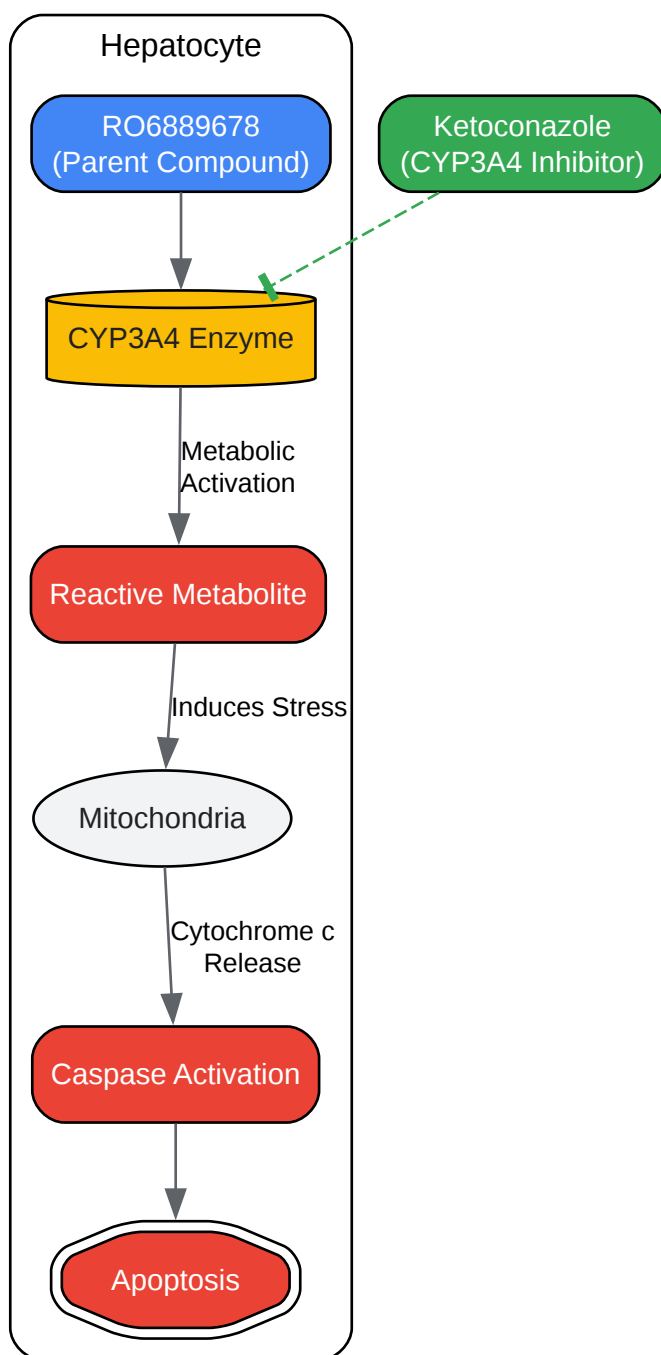 Hepatocyte
RO6889678
(Parent Compound)
Ketoconazole
(CYP3A4 Inhibitor)
CYP3A4 Enzyme
Metabolic
Activation
Reactive Metabolite
Induces Stress
Mitochondria
Cytochrome c
Release
Caspase Activation
Apoptosis